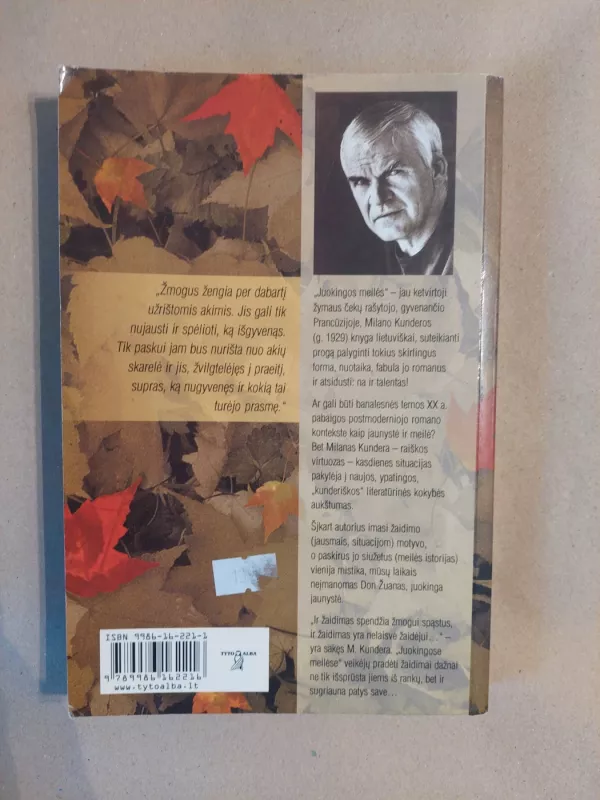 „Žmogus žengia per dabartį
užrištomis akimis. Jis gali tik
nujausti ir spėlioti, ką išgyvenąs.
Tik paskui jam bus nurišta nuo akių
skarelė ir jis, žvilgtelėjęs į praeitį,
supras, ką nugyvenęs ir kokią tai
turėjo prasmę.“
„Juokingos meilės“ – jau ketvirtoji
žymaus čekų rašytojo, gyvenančio
Prancūzijoje, Milano Kunderos
(g. 1929) knyga lietuviškai, suteikianti
progą palyginti tokius skirtingus
forma, nuotaika, fabula jo romanus
ir atsidusti: na ir talentas!
Ar gali būti banalesnės temos XX a.
pabaigos postmoderniojo romano
kontekste kaip jaunystė ir meilė?
Bet Milanas Kundera – raiškos
virtuozas – kasdienes situacijas
pakylėja į naujos, ypatingos,
„kunderiškos“ literatūrinės kokybės
aukštumas.
Šįkart autorius imasi žaidimo
(jausmais, situacijom) motyvo,
o paskirus jo siužetus (meilės istorijas)
vienija mistika, mūsų laikais
neįmanomas Don Žuanas, juokinga
jaunystė.
„Ir žaidimas spendžia žmogui spąstus,
ir žaidimas yra nelaisvė žaidėjui...“ –
yra sakęs M. Kundera. „Juokingose
meilėse“ veikėjų pradėti žaidimai dažnai
ne tik išsprūsta jiems iš rankų, bet ir
sugriauna patys save...
ISBN 9986-16-221-1
9 789986 162216
www.tytoalba.lt
TYTO ALBA